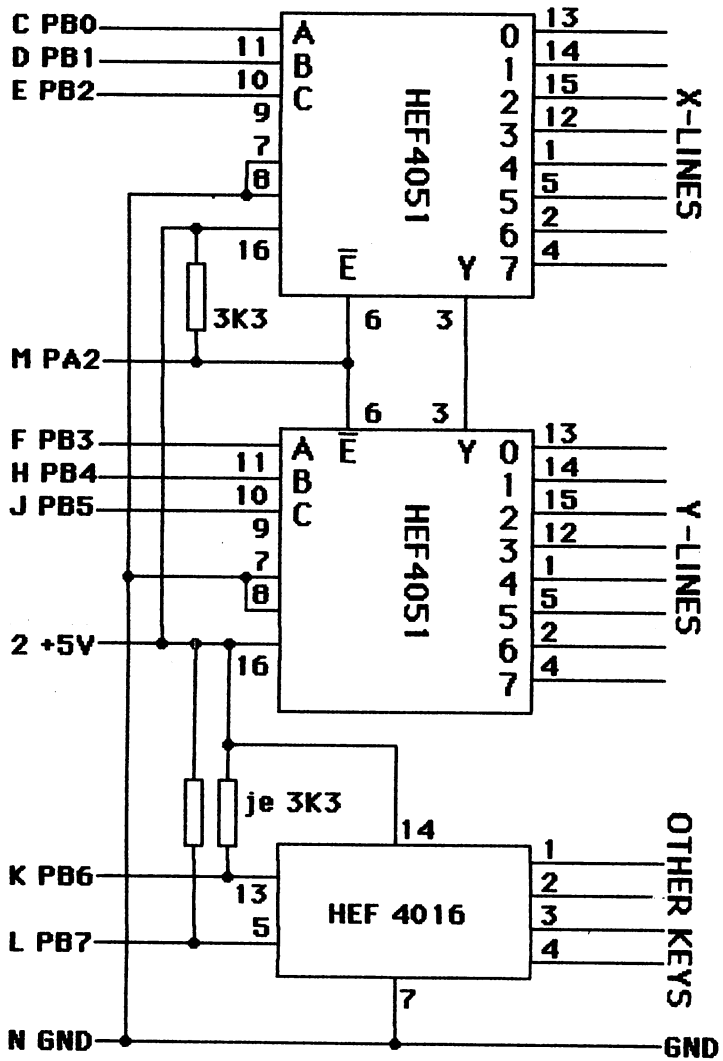 C PB0
A
0
13
D PB1
11
B
1
14
E PB2
10
C
2
15
9
3
12
7
4
1
8
5
5
HEF4051
X-LINES
16
6
2
E̅
Y
7
4
3K3
6
3
M PA2
6
3
F PB3
A
E̅
Y
0
13
H PB4
11
B
1
14
J PB5
10
C
2
15
9
3
12
7
4
1
8
5
5
HEF4051
Y-LINES
2 +5V
16
6
2
7
4
je 3K3
14
K PB6
13
1
HEF 4016
2
L PB7
5
3
4
OTHER KEYS
7
N GND
GND